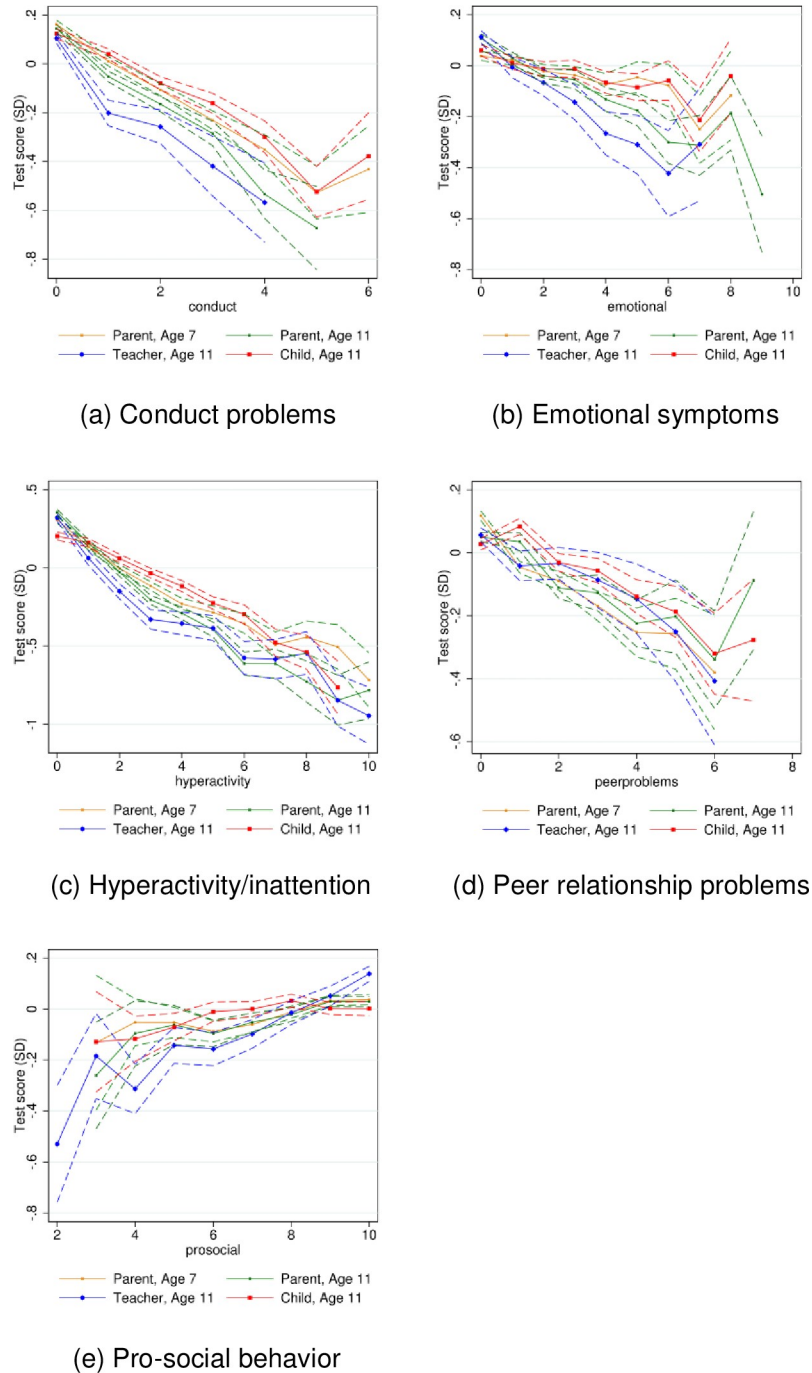 .2
0
-.2
-.4
-.6
-.8
Test score (SD)
0 2 4 6
conduct
Parent, Age 7 Parent, Age 11
Teacher, Age 11 Child, Age 11
(a) Conduct problems
.2
0
-.2
-.4
-.6
-.8
Test score (SD)
0 2 4 6 8 10
emotional
Parent, Age 7 Parent, Age 11
Teacher, Age 11 Child, Age 11
(b) Emotional symptoms
.5
0
-.5
-1
Test score (SD)
0 2 4 6 8 10
hyperactivity
Parent, Age 7 Parent, Age 11
Teacher, Age 11 Child, Age 11
(c) Hyperactivity/inattention
.2
0
-.2
-.4
-.6
Test score (SD)
0 2 4 6 8
peerproblems
Parent, Age 7 Parent, Age 11
Teacher, Age 11 Child, Age 11
(d) Peer relationship problems
.2
0
-.2
-.4
-.6
-.8
Test score (SD)
2 4 6 8 10
prosocial
Parent, Age 7 Parent, Age 11
Teacher, Age 11 Child, Age 11
(e) Pro-social behavior